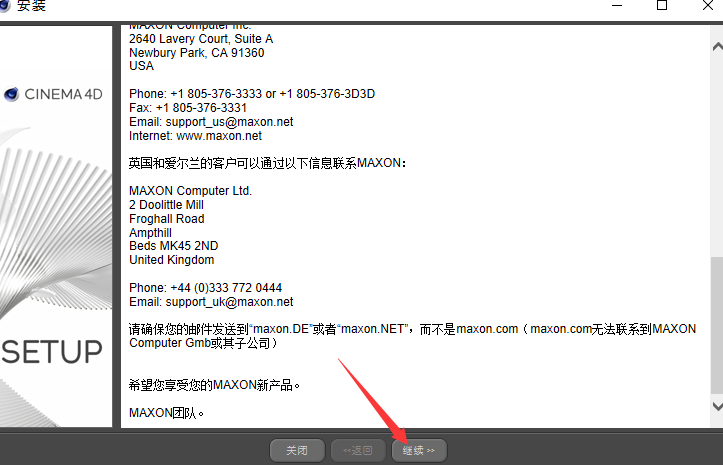 安装
CINEMA 4D
SETUP
MAXON Computer Inc.
2640 Lavery Court, Suite A
Newbury Park, CA 91360
USA
Phone: +1 805-376-3333 or +1 805-376-3D3D
Fax: +1 805-376-3331
Email: support_us@maxon.net
Internet: www.maxon.net
英国和爱尔兰的客户可以通过以下信息联系MAXON：
MAXON Computer Ltd.
2 Doolittle Mill
Froghall Road
Ampthill
Beds MK45 2ND
United Kingdom
Phone: +44 (0)333 772 0444
Email: support_uk@maxon.net
请确保您的邮件发送到“maxon.DE”或者“maxon.NET”，而不是maxon.com（maxon.com无法联系到MAXON
Computer Gmb或其子公司）
希望您享受您的MAXON新产品。
MAXON团队。
关闭
<<返回
继续 >>